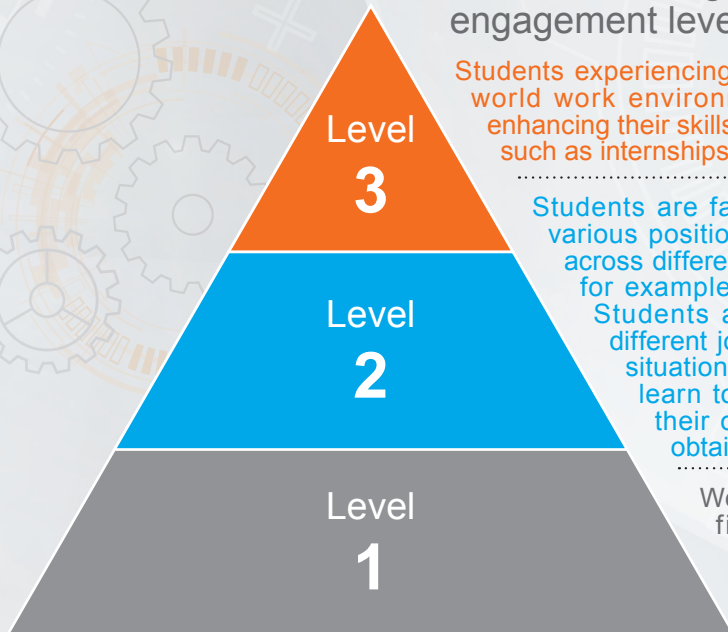 engagement leve
Students experiencing
world work environ
enhancing their skills
such as internships
Level
3
Students are fa
various positio
across differe
for example
Students a
different jo
situation
learn to
their
obtai
Level
2
We
fi
Level
1